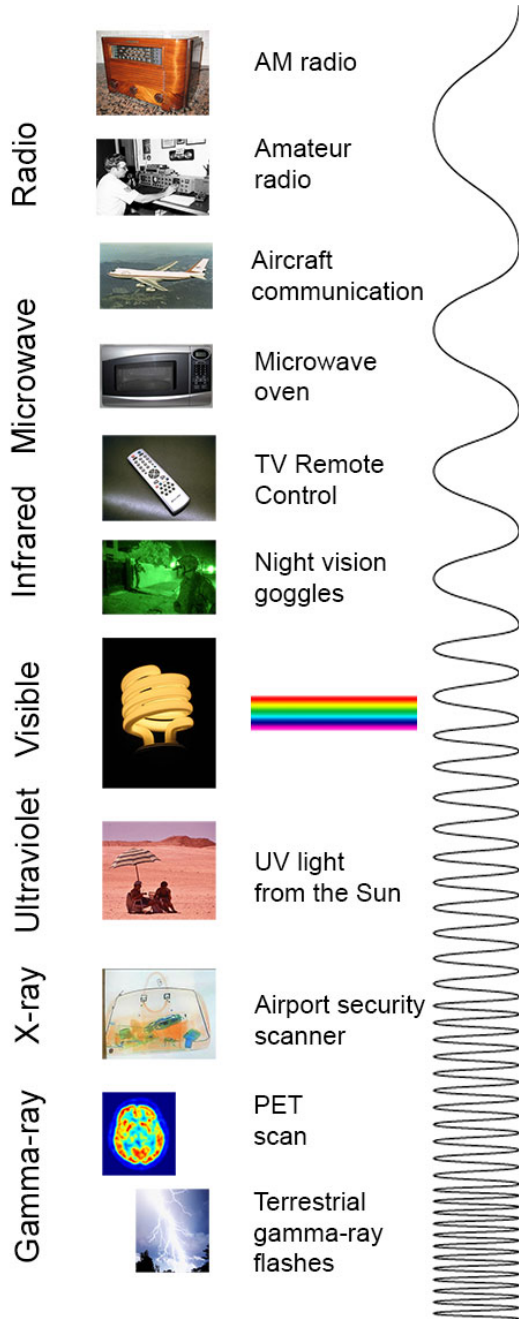 Radio
AM radio
Amateur
radio
Aircraft
communication
Microwave
Microwave
oven
Infrared
TV Remote
Control
Night vision
goggles
Visible
Ultraviolet
UV light
from the Sun
X-ray
Airport security
scanner
Gamma-ray
PET
scan
Terrestrial
gamma-ray
flashes